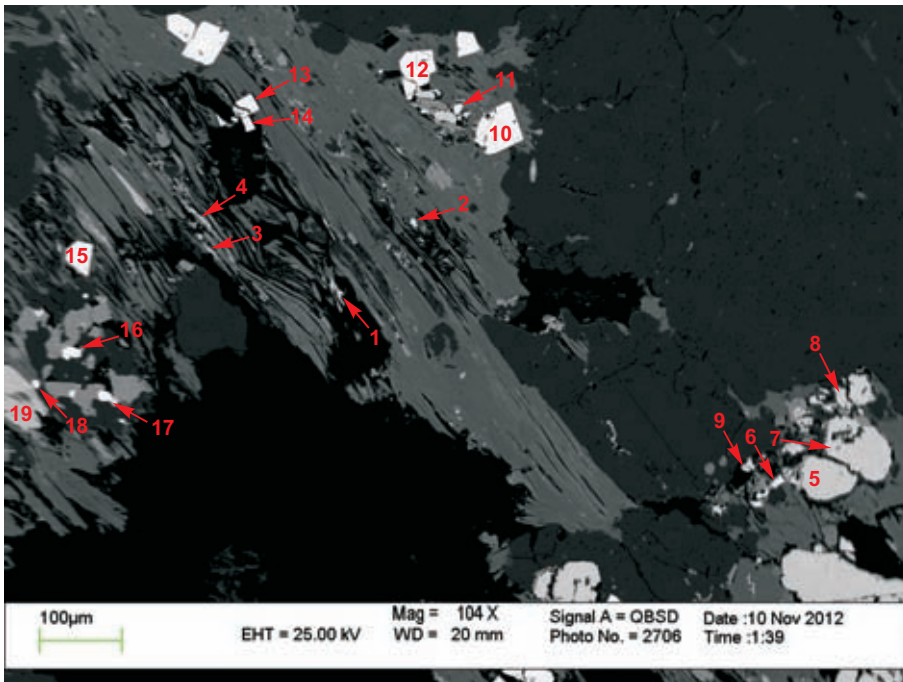 12
13
11
14
10
4
2
3
15
1
16
8
19
18
17
9
6
7
5
100µm
EHT = 25.00 kV
Mag = 104 X
WD = 20 mm
Signal A = QBSD
Photo No. = 2706
Date :10 Nov 2012
Time :1:39